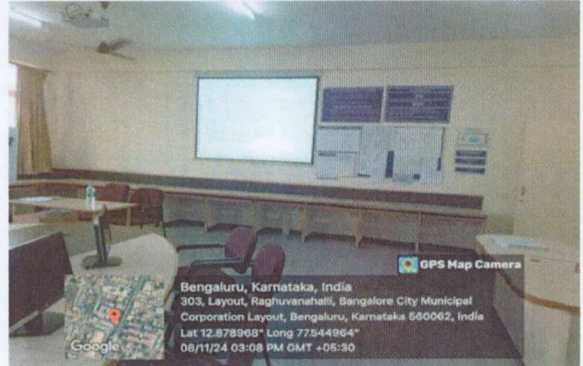 GPS Map Camera
Bengaluru, Karnataka, India
303, Layout, Raghuvanahalli, Bangalore City Municipal
Corporation Layout, Bengaluru, Karnataka 560062, India
Lat 12.878968° Long 77.544964°
08/11/24 03:08 PM GMT +05:30
Google